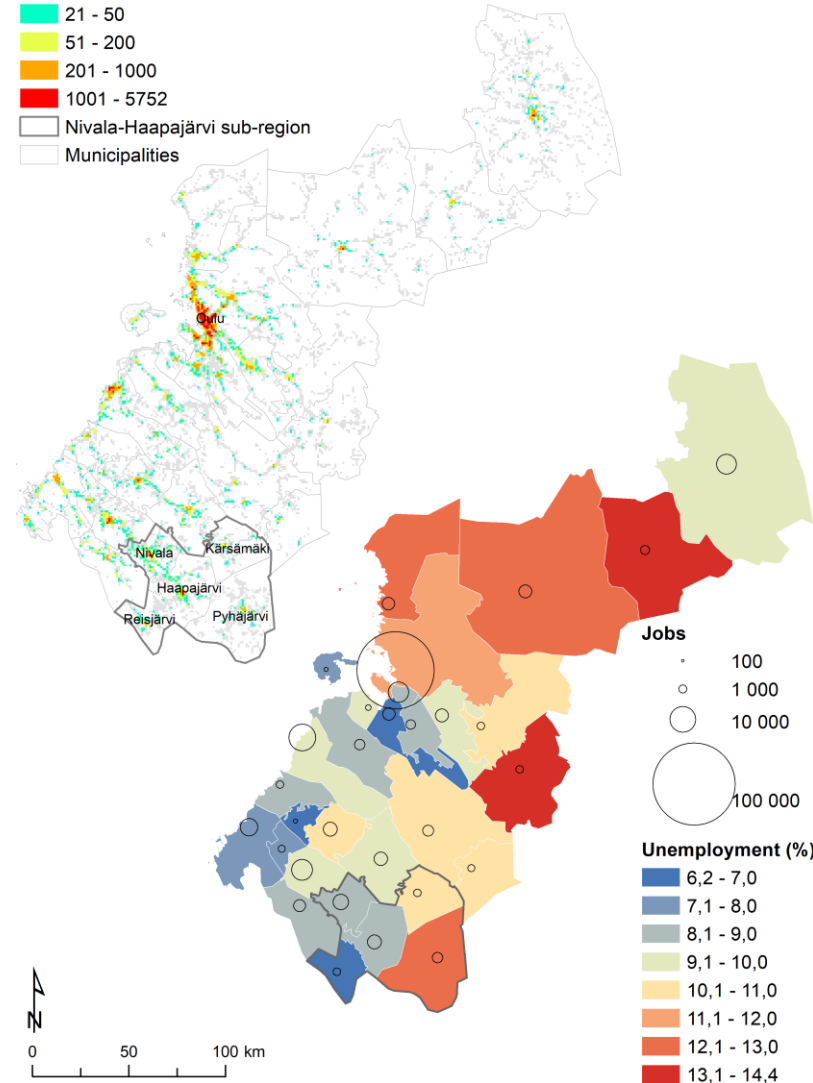 21 - 50
51 - 200
201 - 1000
1001 - 5752
Nivala-Haapajärvi sub-region
Municipalities
Oulu
Nivala
Kärsämäki
Haapajärvi
Reisjärvi
Pyhäjärvi
Jobs
100
1 000
10 000
100 000
Unemployment (%)
6,2 - 7,0
7,1 - 8,0
8,1 - 9,0
9,1 - 10,0
10,1 - 11,0
11,1 - 12,0
12,1 - 13,0
13,1 - 14,4
N
0 50 100 km